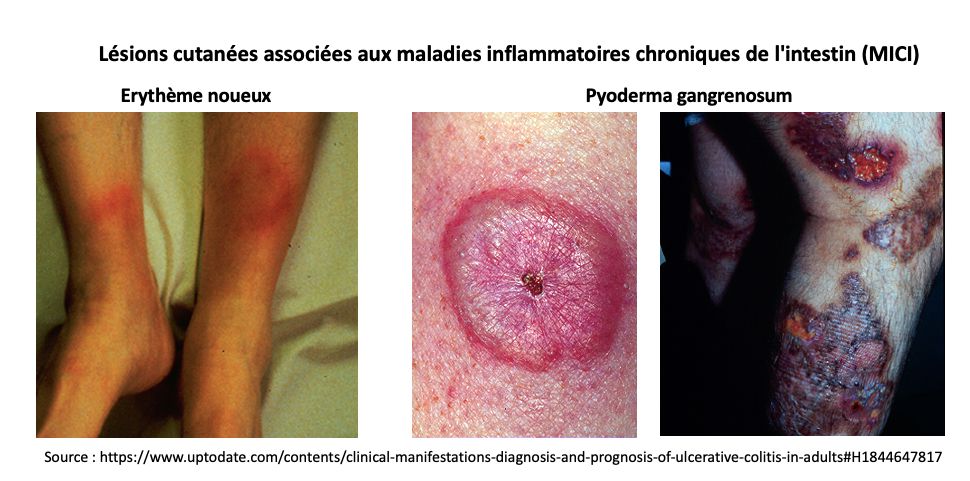 Lésions cutanées associées aux maladies inflammatoires chroniques de l'intestin (MICI)
Erythème noueux
Pyoderma gangrenosum
Source : https://www.uptodate.com/contents/clinical-manifestations-diagnosis-and-prognosis-of-ulcerative-colitis-in-adults#H1844647817